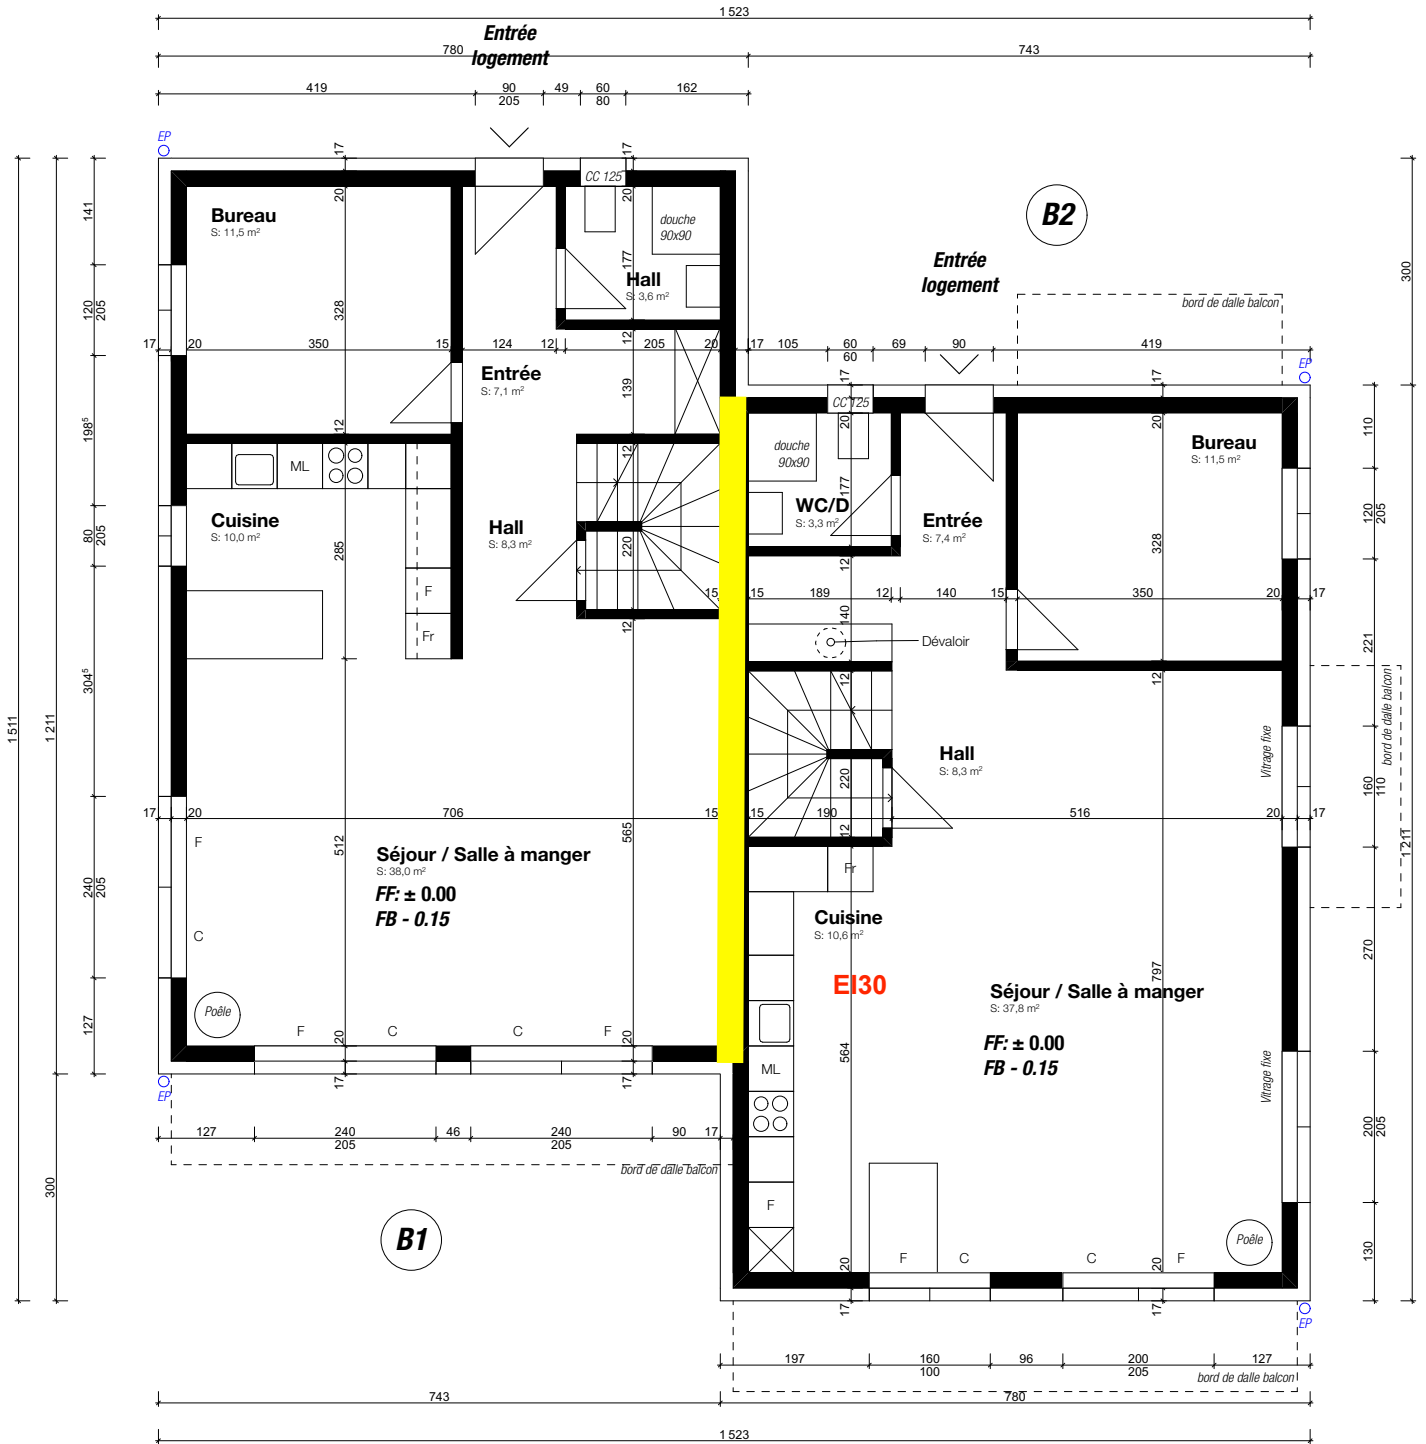 1 523
Entrée
logement
780
743
419
90
205
49
60
80
162
EP
17
17
CC 125
20
20
141
Bureau
S: 11,5 m²
douche
90x90
B2
177
Hall
S: 3,6 m²
Entrée
logement
300
bord de dalle balcon
120
205
328
12
17
20
350
15
124
12
205
20
17
105
60
60
69
90
419
EP
Entrée
S: 7,1 m²
139
17
17
CC 125
20
20
198⁵
12
12
110
Bureau
S: 11,5 m²
douche
90x90
ML
177
WC/D
S: 3,3 m²
Cuisine
S: 10,0 m²
Hall
S: 8,3 m²
Entrée
S: 7,4 m²
80
205
285
220
328
120
205
12
F
15
15
189
12
140
15
350
20
17
Fr
12
140
Dévaloir
221
1 511
1 211
304⁵
12
12
bord de dalle balcon
Vitrage fixe
Hall
S: 8,3 m²
220
160
110
17
20
706
15
15
190
516
20
17
12
F
512
565
1 211
Séjour / Salle à manger
S: 38,0 m²
FF: ± 0.00
FB - 0.15
Fr
240
205
C
Cuisine
S: 10,6 m²
270
797
EI30
Séjour / Salle à manger
S: 37,8 m²
FF: ± 0.00
FB - 0.15
Poêle
127
F
C
C
F
20
20
564
17
17
ML
Vitrage fixe
EP
127
240
205
46
240
205
90
17
200
205
bord de dalle balcon
300
F
B1
Poêle
130
F
C
C
F
20
20
17
17
EP
197
160
100
96
200
205
127
bord de dalle balcon
743
780
1 523